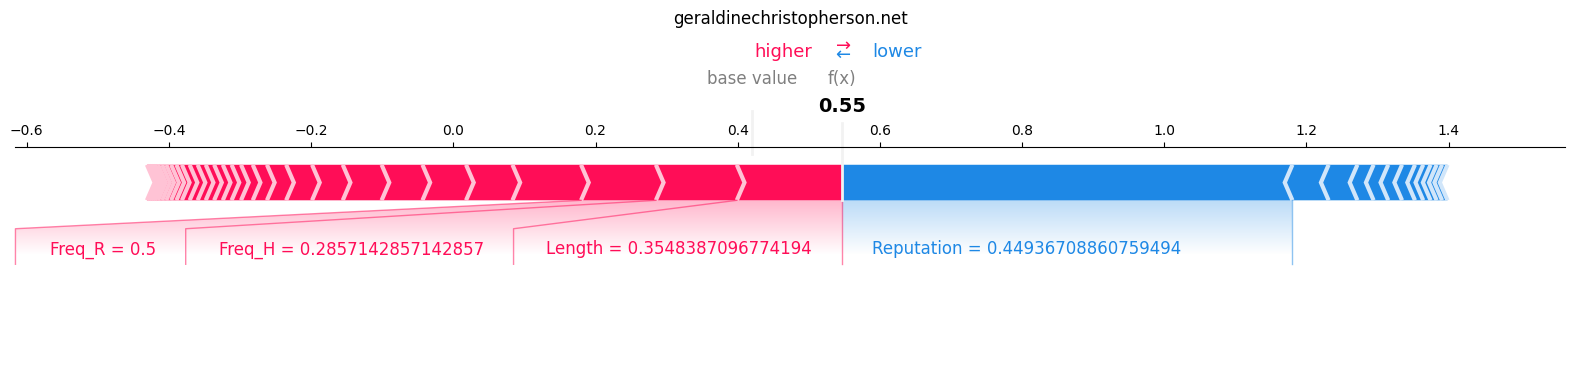 geraldinechristopherson.net
higher ⇄ lower
base value f(x)
0.55
−0.6 −0.4 −0.2 0.0 0.2 0.4 0.6 0.8 1.0 1.2 1.4
Freq_R = 0.5 Freq_H = 0.2857142857142857 Length = 0.3548387096774194 Reputation = 0.44936708860759494